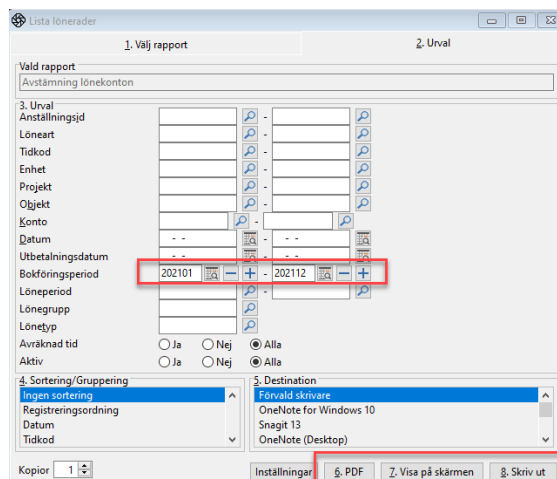 Lista lönerader
1. Välj rapport
2. Urval
Vald rapport
Avstämning lönekonton
3. Urval
Anställningsid -
Löneart -
Tidkod -
Enhet -
Projekt -
Objekt -
Konto -
Datum - - - - -
Utbetalningsdatum - - - - -
Bokföringsperiod 202101 - + - 202112 - +
Löneperiod -
Lönegrupp
Lönetyp
Avräknad tid Ja Nej Alla
Aktiv Ja Nej Alla
4. Sortering/Gruppering
Ingen sortering
Registreringsordning
Datum
Tidkod
5. Destination
Förvald skrivare
OneNote for Windows 10
Snagit 13
OneNote (Desktop)
Kopior 1 Inställningar 6. PDF 7. Visa på skärmen 8. Skriv ut